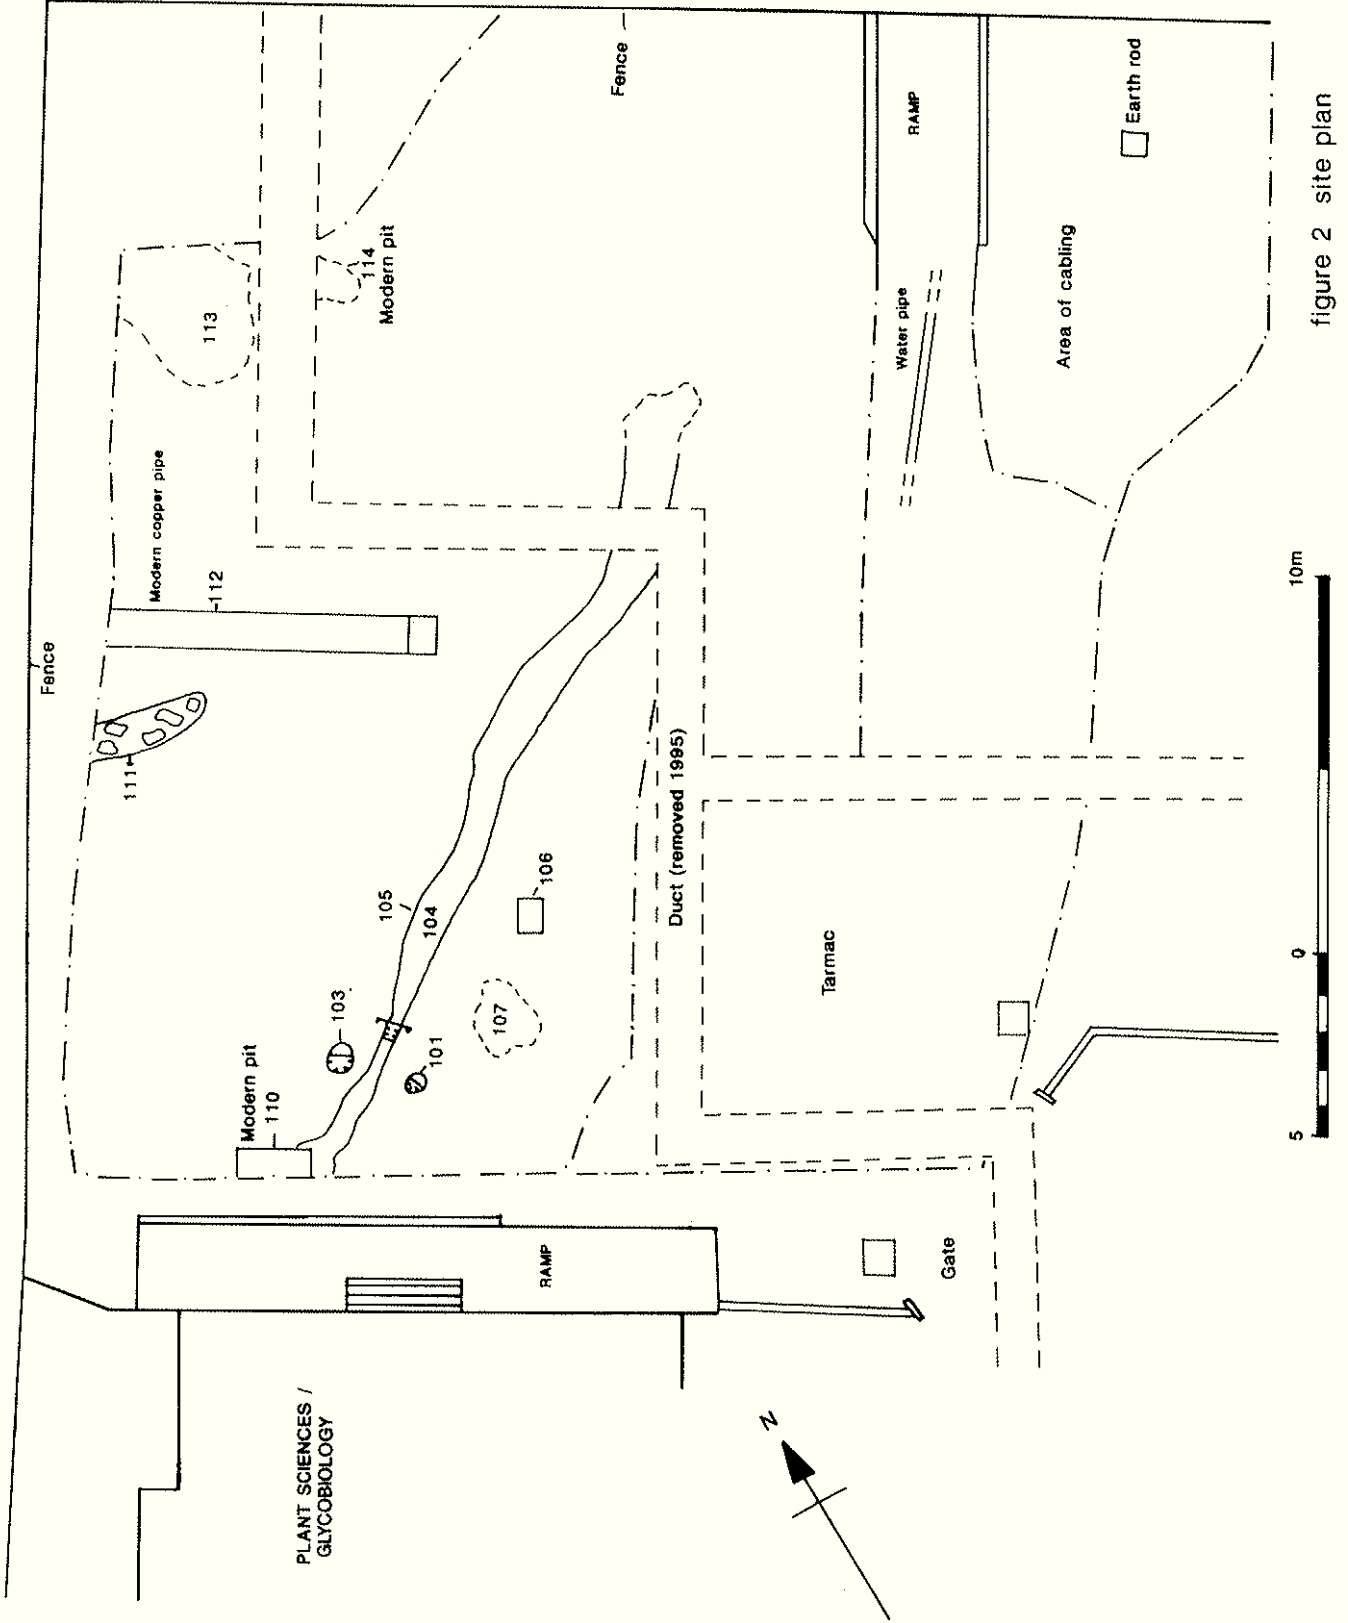 Fence
Fence
RAMP
Earth rod
113
114
Modern pit
Water pipe
Area of cabling
Modern copper pipe
112
111
105
104
106
Duct (removed 1995)
103
101
107
Tarmac
Modern pit
110
RAMP
Gate
PLANT SCIENCES /
GLYCOBIOLOGY
N
5 0 10m
figure 2 site plan